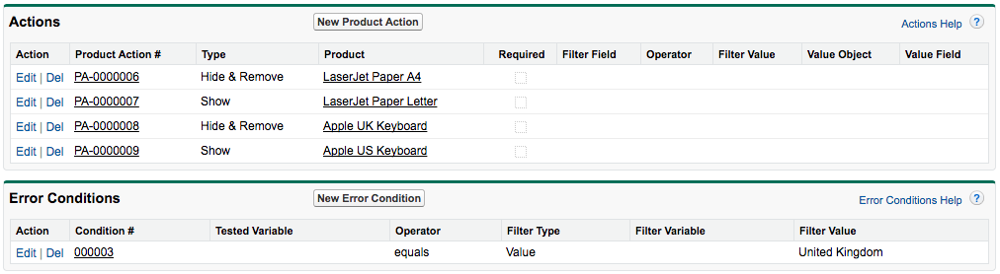 Actions New Product Action Actions Help ?
Action Product Action # Type Product Required Filter Field Operator Filter Value Value Object Value Field
Edit | Del PA-0000006 Hide & Remove LaserJet Paper A4
Edit | Del PA-0000007 Show LaserJet Paper Letter
Edit | Del PA-0000008 Hide & Remove Apple UK Keyboard
Edit | Del PA-0000009 Show Apple US Keyboard
Error Conditions New Error Condition Error Conditions Help ?
Action Condition # Tested Variable Operator Filter Type Filter Variable Filter Value
Edit | Del 000003 equals Value United Kingdom